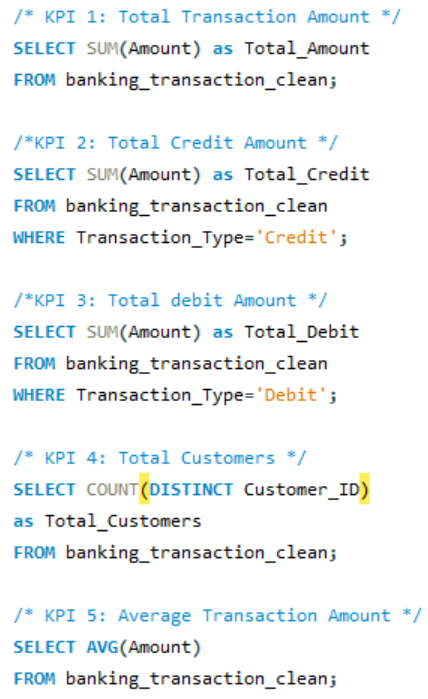 /* KPI 1: Total Transaction Amount */
SELECT SUM(Amount) as Total_Amount
FROM banking_transaction_clean;
/*KPI 2: Total Credit Amount */
SELECT SUM(Amount) as Total_Credit
FROM banking_transaction_clean
WHERE Transaction_Type='Credit';
/*KPI 3: Total debit Amount */
SELECT SUM(Amount) as Total_Debit
FROM banking_transaction_clean
WHERE Transaction_Type='Debit';
/* KPI 4: Total Customers */
SELECT COUNT(DISTINCT Customer_ID)
as Total_Customers
FROM banking_transaction_clean;
/* KPI 5: Average Transaction Amount */
SELECT AVG(Amount)
FROM banking_transaction_clean;